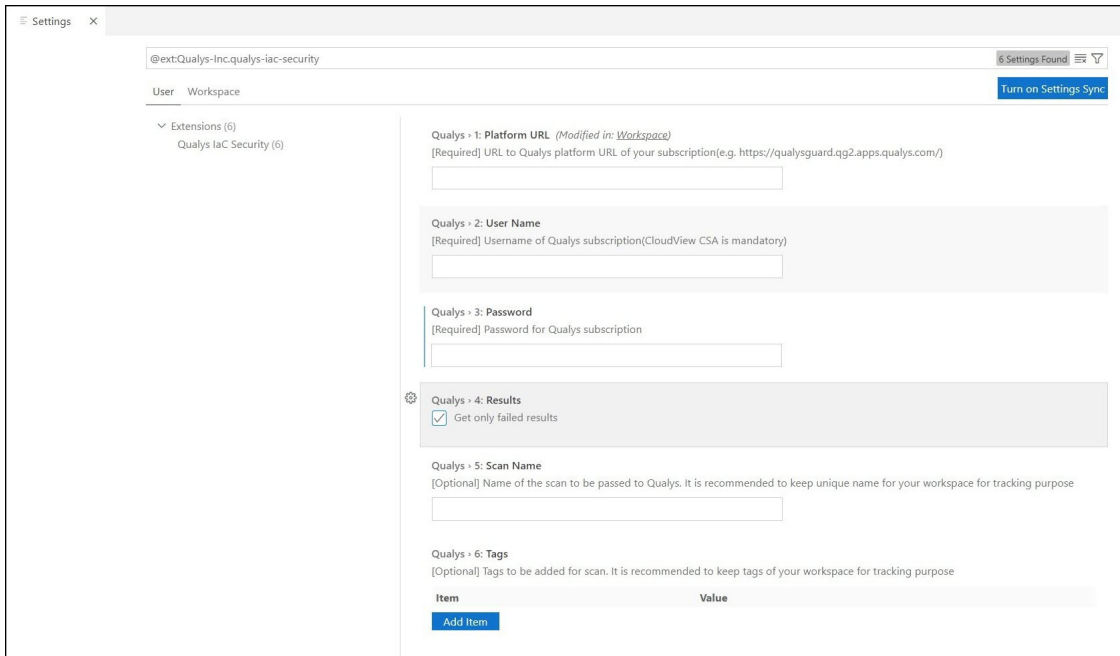 Settings
@ext:Qualys-Inc.qualys-iac-security
6 Settings Found
User Workspace
Turn on Settings Sync
Extensions (6)
Qualys IaC Security (6)
Qualys › 1: Platform URL (Modified in: Workspace)
[Required] URL to Qualys platform URL of your subscription(e.g. https://qualysguard.qg2.apps.qualys.com/)
Qualys › 2: User Name
[Required] Username of Qualys subscription(CloudView CSA is mandatory)
Qualys › 3: Password
[Required] Password for Qualys subscription
Qualys › 4: Results
Get only failed results
Qualys › 5: Scan Name
[Optional] Name of the scan to be passed to Qualys. It is recommended to keep unique name for your workspace for tracking purpose
Qualys › 6: Tags
[Optional] Tags to be added for scan. It is recommended to keep tags of your workspace for tracking purpose
Item Value
Add Item